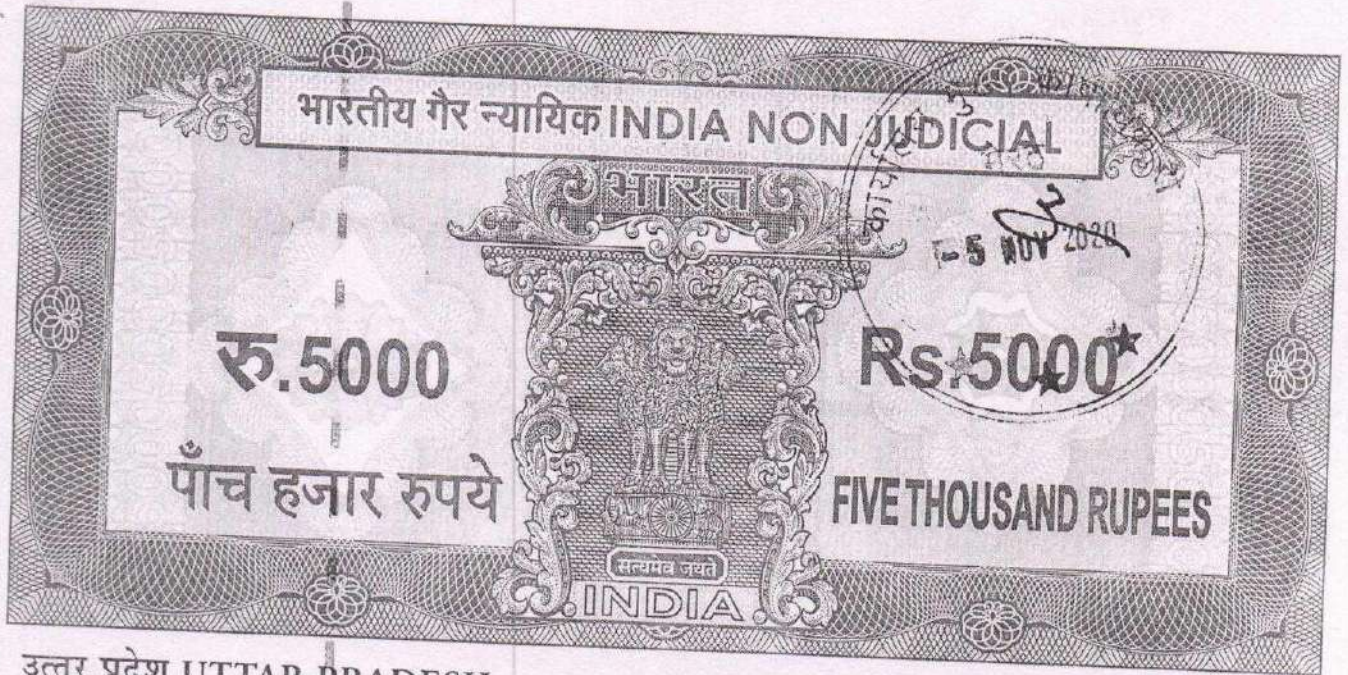 भारतीय गैर न्यायिक INDIA NON JUDICIAL
भारत
-5 NOV 2020
रु.5000
Rs.5000
पाँच हजार रुपये
FIVE THOUSAND RUPEES
सत्यमेव जयते
INDIA
उत्तर प्रदेश UTTAR PRADESH